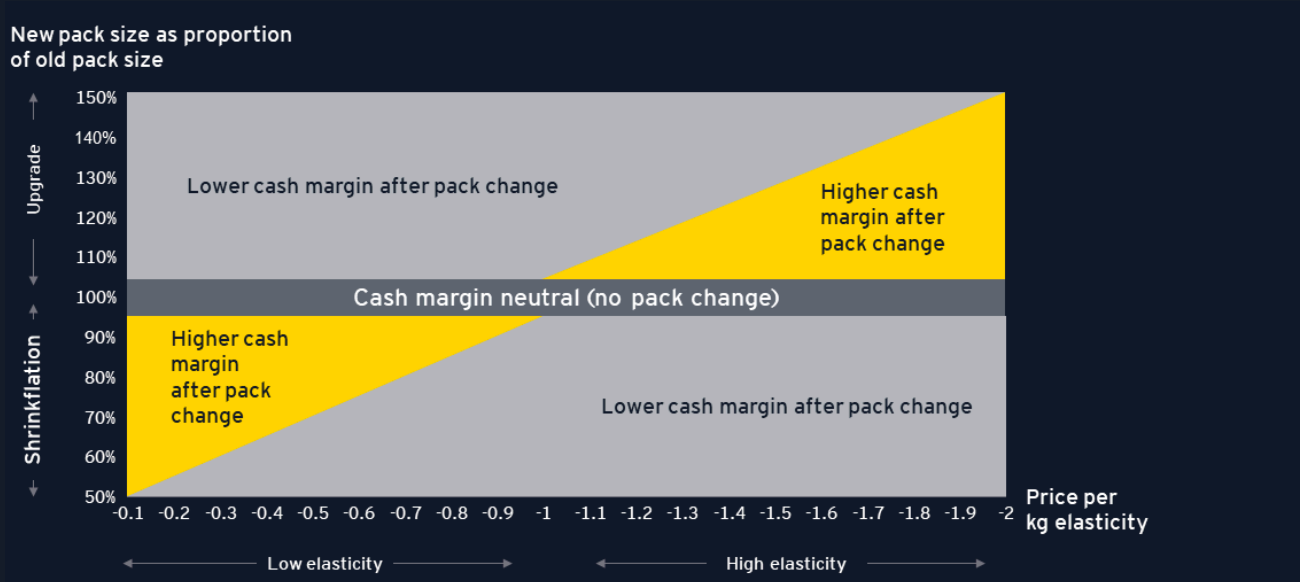 New pack size as proportion
of old pack size
150%
140%
130%
120%
110%
100%
90%
80%
70%
60%
50%
Upgrade
Shrinkflation
Lower cash margin after pack change
Higher cash
margin after
pack change
Cash margin neutral (no pack change)
Higher cash
margin
after pack
change
Lower cash margin after pack change
-0.1 -0.2 -0.3 -0.4 -0.5 -0.6 -0.7 -0.8 -0.9 -1 -1.1 -1.2 -1.3 -1.4 -1.5 -1.6 -1.7 -1.8 -1.9 -2
Price per
kg elasticity
Low elasticity
High elasticity